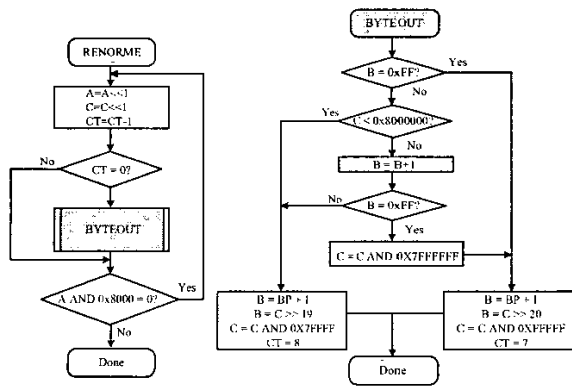 RENORME
A=A<<1
C=C<<1
CT=CT-1
No
CT = 0?
BYTEOUT
Yes
A AND 0x8000 = 0?
No
Done
BYTEOUT
Yes
B = 0xFF?
No
Yes
C < 0x8000000?
No
B = B+1
No
B = 0xFF?
Yes
C = C AND 0X7FFFFFF
B = BP + 1
B = C >> 19
C = C AND 0X7FFFF
CT = 8
B = BP + 1
B = C >> 20
C = C AND 0XFFFFF
CT = 7
Done